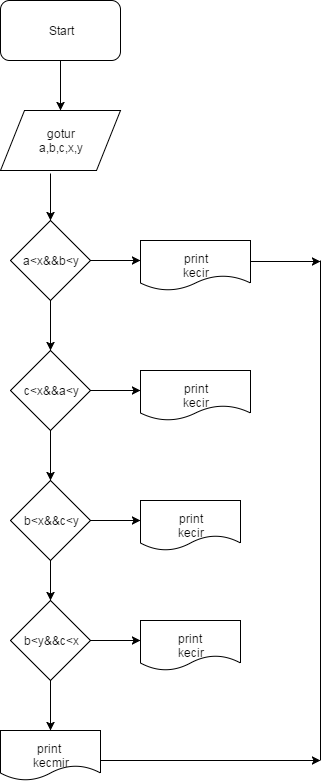 Start
gotur
a,b,c,x,y
a<x&&b<y
print
kecir
c<x&&a<y
print
kecir
b<x&&c<y
print
kecir
b<y&&c<x
print
kecir
print
kecmir